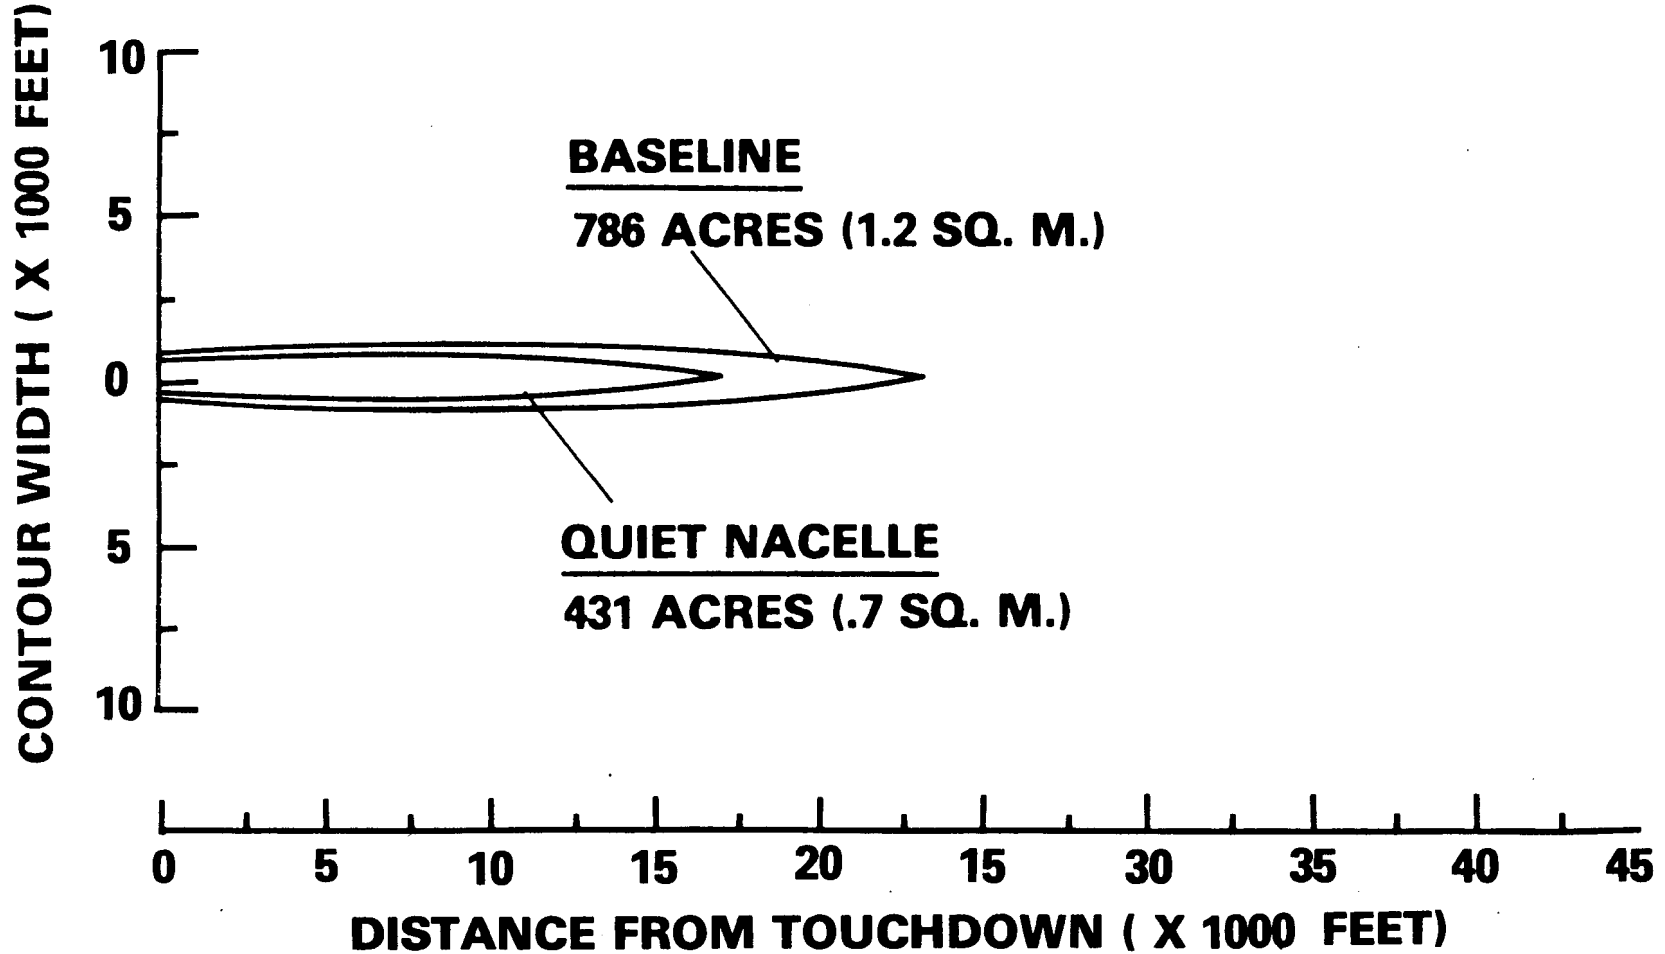 CONTOUR WIDTH ( X 1000 FEET)
10
5
0
5
10
BASELINE
786 ACRES (1.2 SQ. M.)
QUIET NACELLE
431 ACRES (.7 SQ. M.)
0 5 10 15 20 15 30 35 40 45
DISTANCE FROM TOUCHDOWN ( X 1000 FEET)